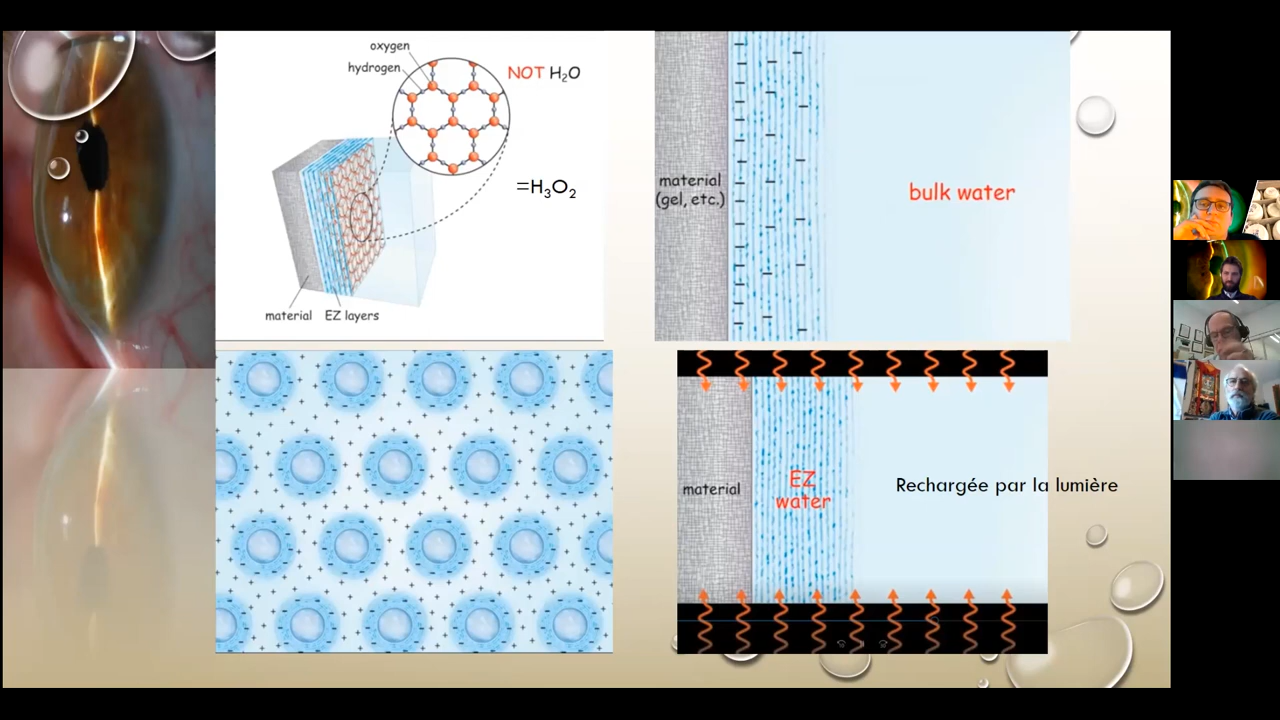 oxygen
hydrogen
NOT H₂O
=H₃O₂
material EZ layers
material
(gel, etc.)
bulk water
material
EZ
water
Rechargée par la lumière